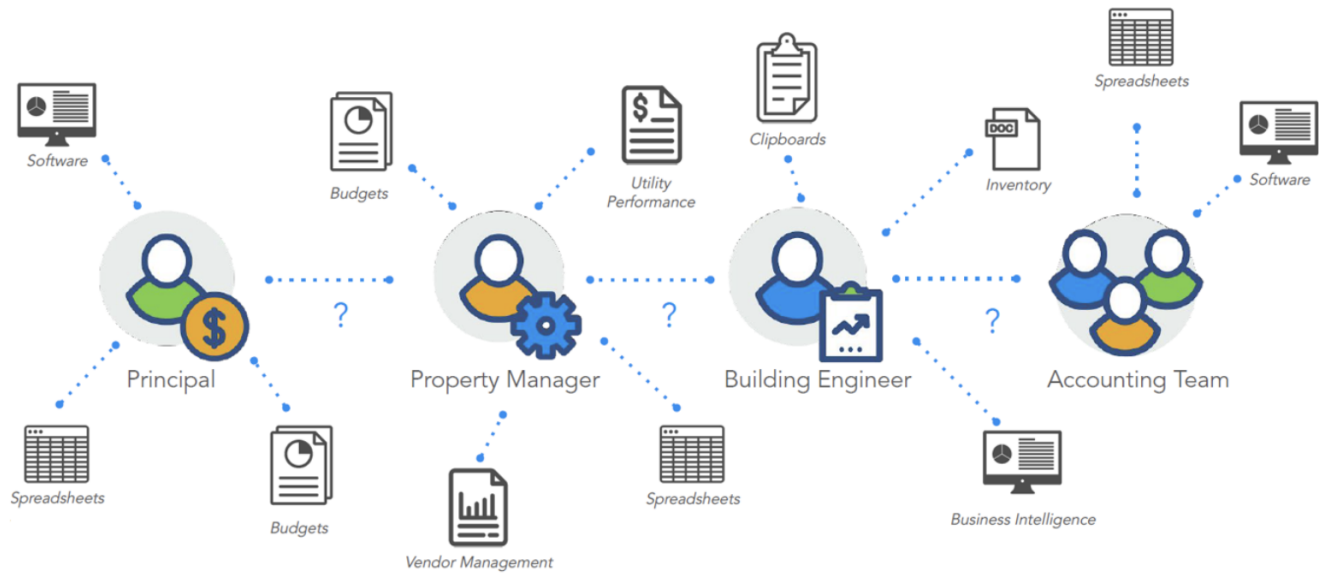 Spreadsheets
Clipboards
Software
Budgets
Utility
Performance
$
DOC
Inventory
Software
$
?
?
?
Principal
Property Manager
Building Engineer
Accounting Team
Spreadsheets
Budgets
Vendor Management
Spreadsheets
Business Intelligence